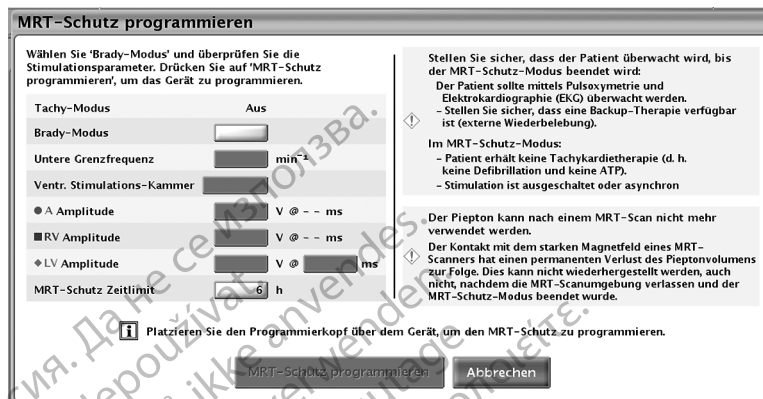 MRT-Schutz programmieren
Wählen Sie 'Brady-Modus' und überprüfen Sie die
Stimulationsparameter. Drücken Sie auf 'MRT-Schutz
programmieren', um das Gerät zu programmieren.
Tachy-Modus Aus
Brady-Modus
Untere Grenzfrequenz min⁻¹
Ventr. Stimulations-Kammer
A Amplitude V @ - - ms
RV Amplitude V @ - - ms
LV Amplitude V @ ms
MRT-Schutz Zeitlimit 6 h
Stellen Sie sicher, dass der Patient überwacht wird, bis
der MRT-Schutz-Modus beendet wird:
Der Patient sollte mittels Pulsoxymetrie und
Elektrokardiographie (EKG) überwacht werden.
- Stellen Sie sicher, dass eine Backup-Therapie verfügbar
ist (externe Wiederbelebung).
Im MRT-Schutz-Modus:
- Patient erhält keine Tachykardietherapie (d. h.
keine Defibrillation und keine ATP).
- Stimulation ist ausgeschaltet oder asynchron
Der Piepton kann nach einem MRT-Scan nicht mehr
verwendet werden.
Der Kontakt mit dem starken Magnetfeld eines MRT-
Scanners hat einen permanenten Verlust des Pieptonvolumens
zur Folge. Dies kann nicht wiederhergestellt werden, auch
nicht, nachdem die MRT-Scanumgebung verlassen und der
MRT-Schutz-Modus beendet wurde.
i Platzieren Sie den Programmierkopf über dem Gerät, um den MRT-Schutz zu programmieren.
MRT-Schutz programmieren Abbrechen
Да не се използва.
ikke anvendes.